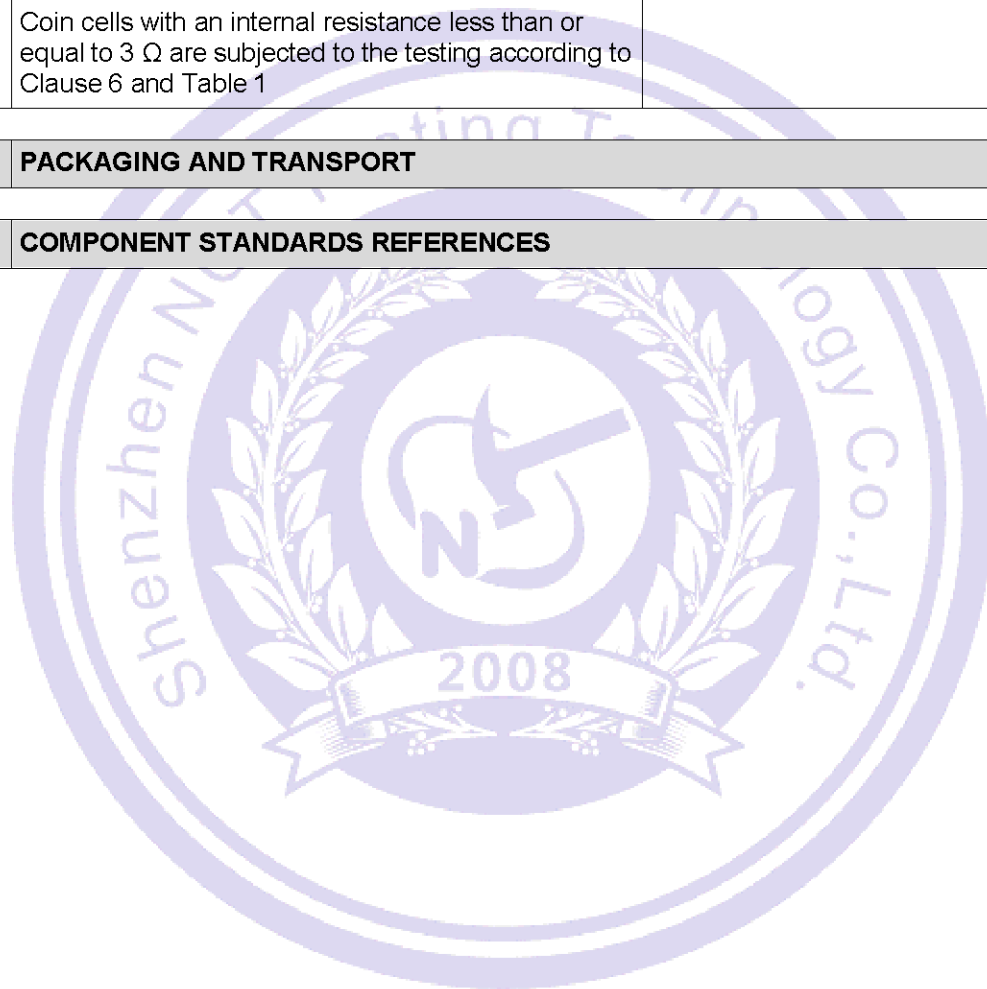 Coin cells with an internal resistance less than or
equal to 3 Ω are subjected to the testing according to
Clause 6 and Table 1
PACKAGING AND TRANSPORT
COMPONENT STANDARDS REFERENCES
Shenzhen NCT Testing Technology Co., Ltd.
N
2008